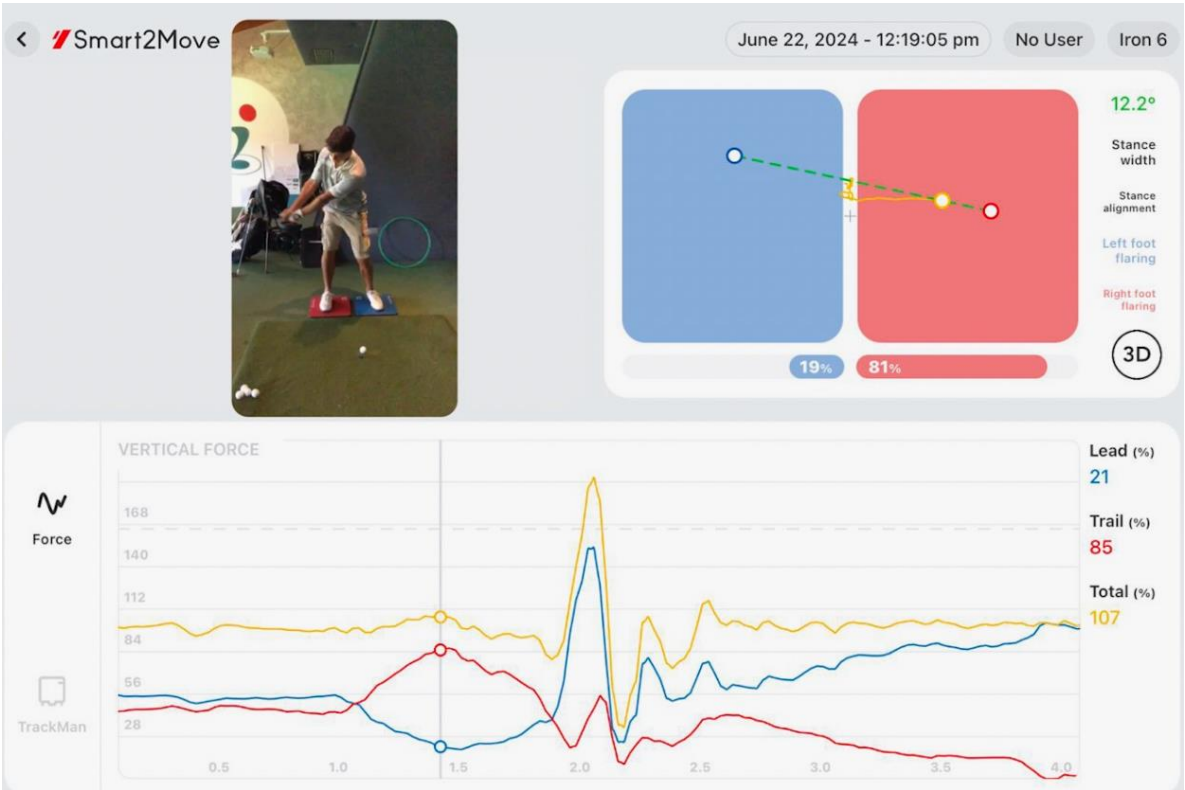 Smart2Move
June 22, 2024 - 12:19:05 pm
No User
Iron 6
12.2°
Stance
width
Stance
alignment
Left foot
flaring
Right foot
flaring
3D
19%
81%
VERTICAL FORCE
168
140
112
84
56
28
0.5
1.0
1.5
2.0
2.5
3.0
3.5
4.0
Force
TrackMan
Lead (%)
21
Trail (%)
85
Total (%)
107